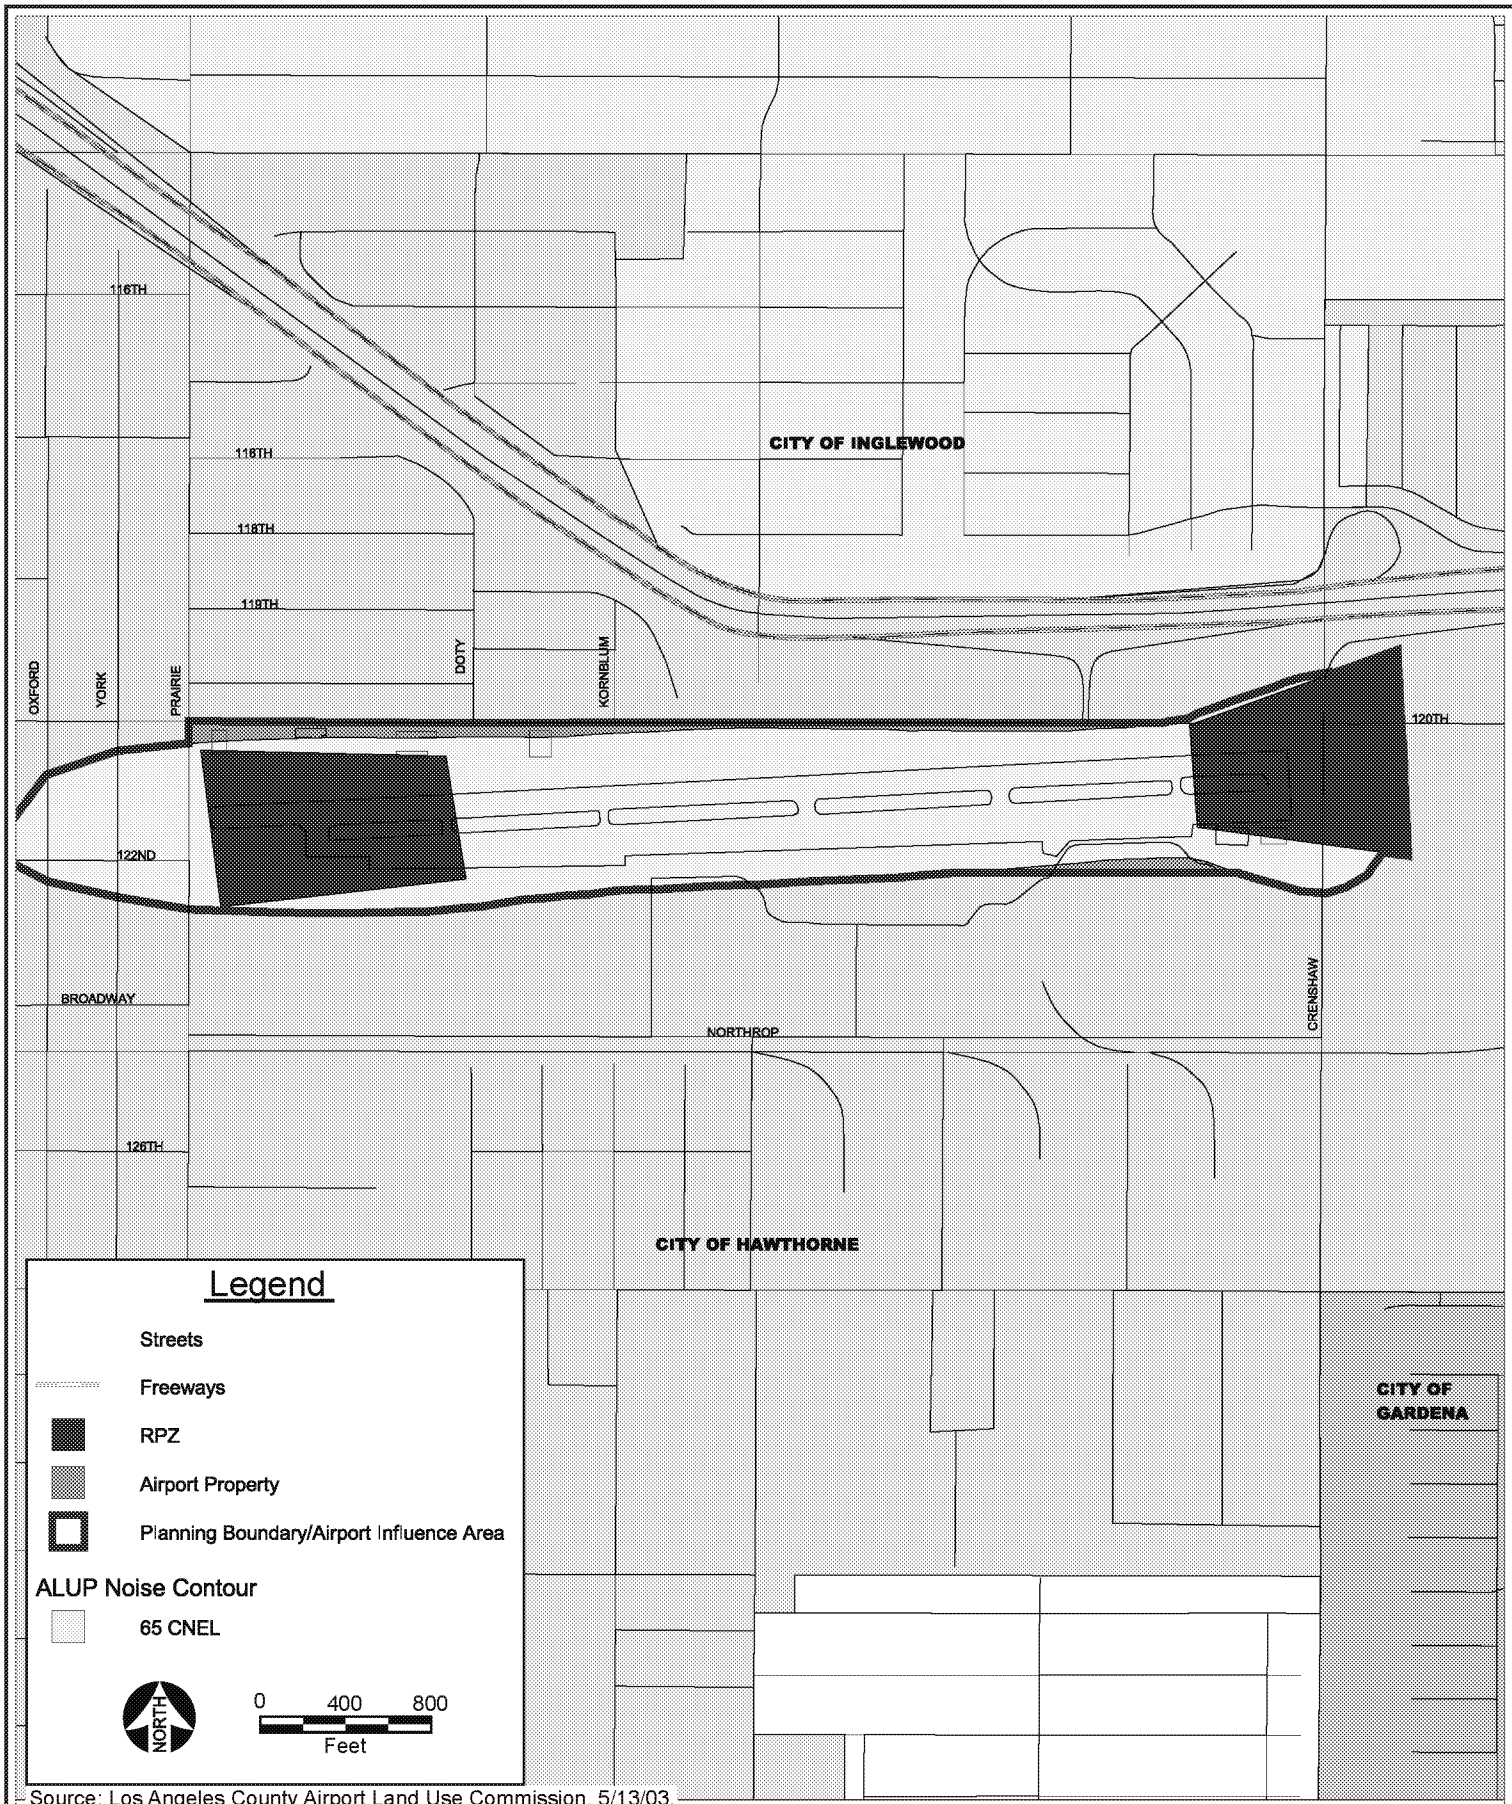 116TH
CITY OF INGLEWOOD
118TH
118TH
119TH
OXFORD
YORK
PRAIRIE
DOTY
KORNBLUM
120TH
122ND
BROADWAY
NORTHROP
CRENSHAW
126TH
CITY OF HAWTHORNE
CITY OF
GARDENA
Legend
Streets
Freeways
RPZ
Airport Property
Planning Boundary/Airport Influence Area
ALUP Noise Contour
65 CNEL
NORTH
0 400 800
Feet
Source: Los Angeles County Airport Land Use Commission, 5/13/03.